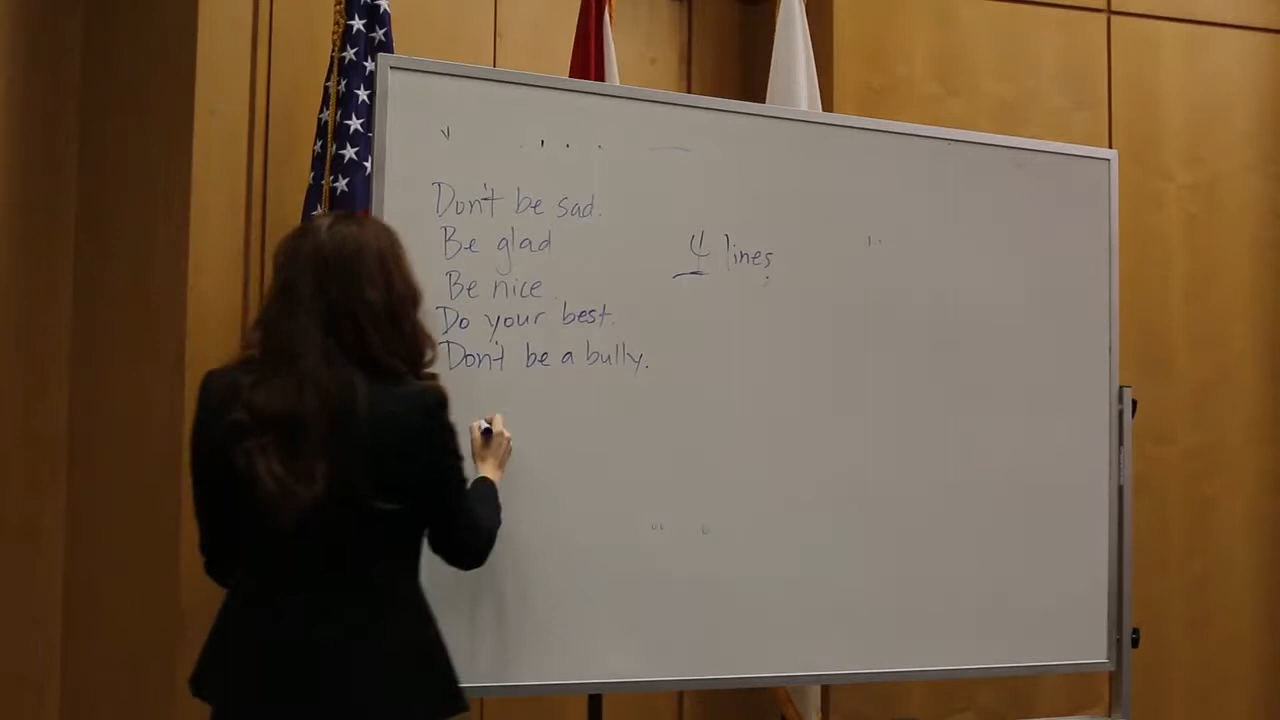 Don't be sad.
Be glad
4 lines
Be nice.
Do your best.
Don't be a bully.